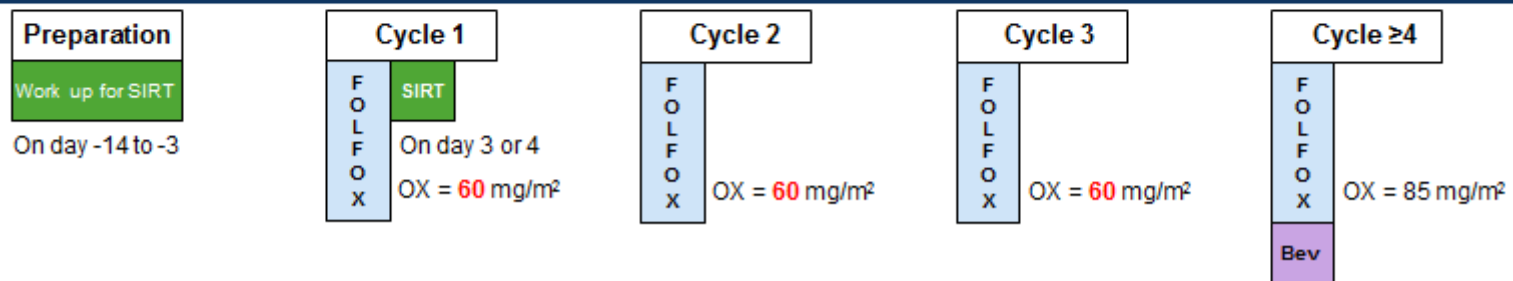 Preparation
Work up for SIRT
On day -14 to -3
Cycle 1
FOLFOX
SIRT
On day 3 or 4
OX = 60 mg/m²
Cycle 2
FOLFOX
OX = 60 mg/m²
Cycle 3
FOLFOX
OX = 60 mg/m²
Cycle ≥4
FOLFOX
OX = 85 mg/m²
Bev